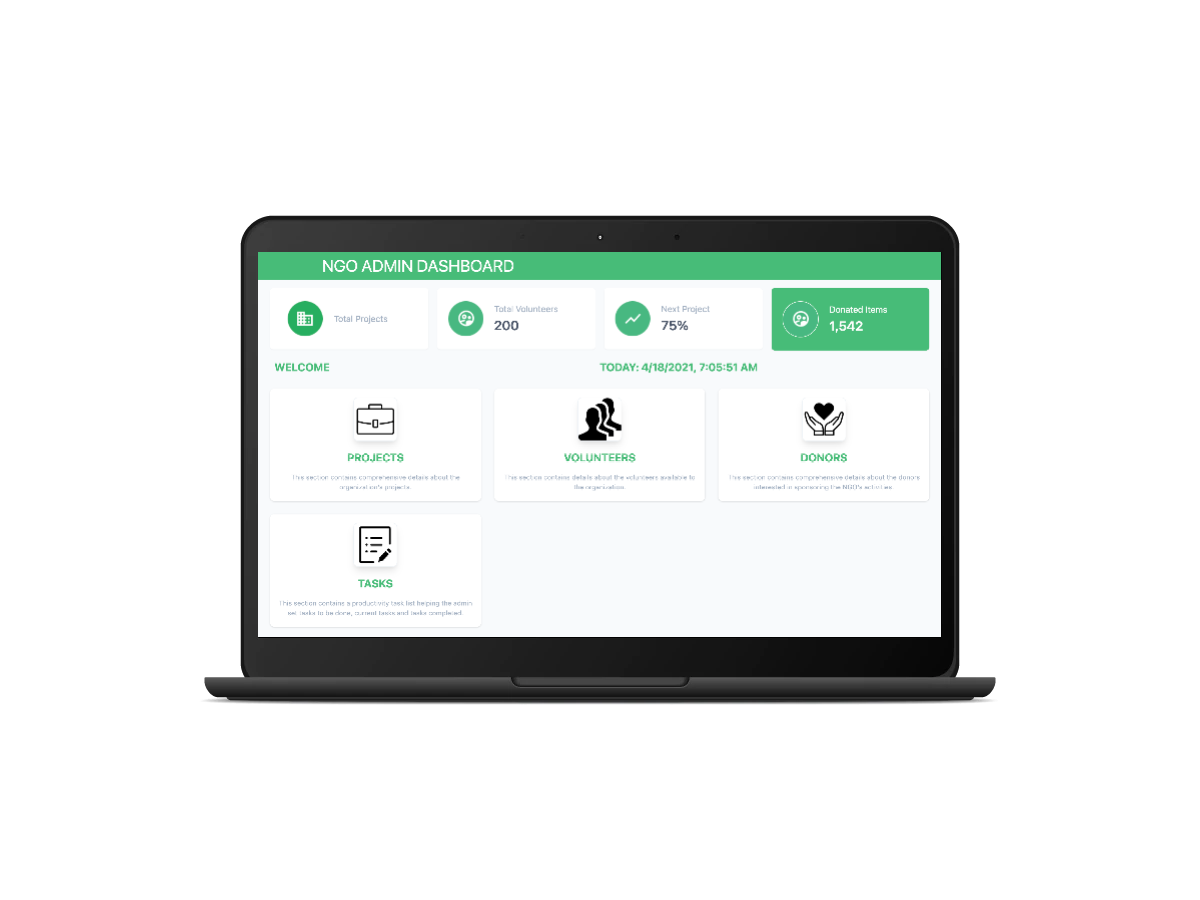 NGO ADMIN DASHBOARD
Total Projects
Total Volunteers
200
Next Project
75%
Donated Items
1,542
WELCOME
TODAY: 4/18/2021, 7:05:51 AM
PROJECTS
This section contains comprehensive details about the
organization's projects.
VOLUNTEERS
This section contains details about the volunteers available to
the organization.
DONORS
This section contains comprehensive details about the donors
interested in sponsoring the NGO's activities
TASKS
This section contains a productivity task list helping the admin
set tasks to be done, current tasks and tasks completed.